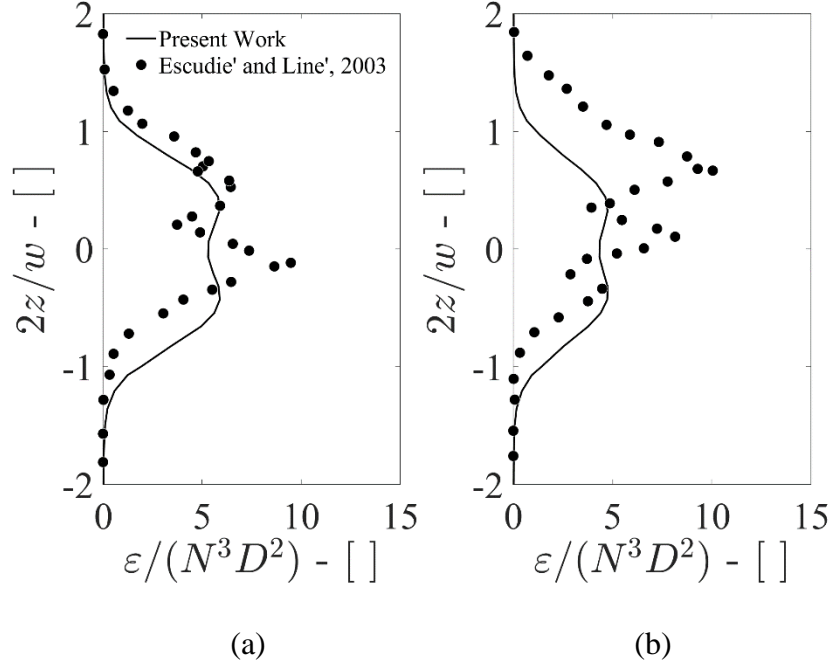 2
1
0
-1
-2
2z/w - [ ]
Present Work
Escudie' and Line', 2003
0
5
10
15
ε/(N³D²) - [ ]
(a)
2
1
0
-1
-2
2z/w - [ ]
0
5
10
15
ε/(N³D²) - [ ]
(b)